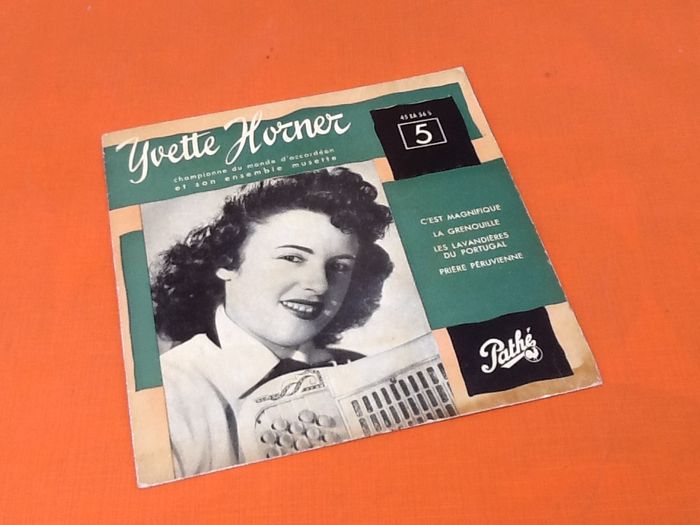 Yvette Horner
championne du monde d'accordéon
et son ensemble musette
45 EA 36 S
5
C'EST MAGNIFIQUE
LA GRENOUILLE
LES LAVANDIÈRES
DU PORTUGAL
PRIÈRE PÉRUVIENNE
Pathé